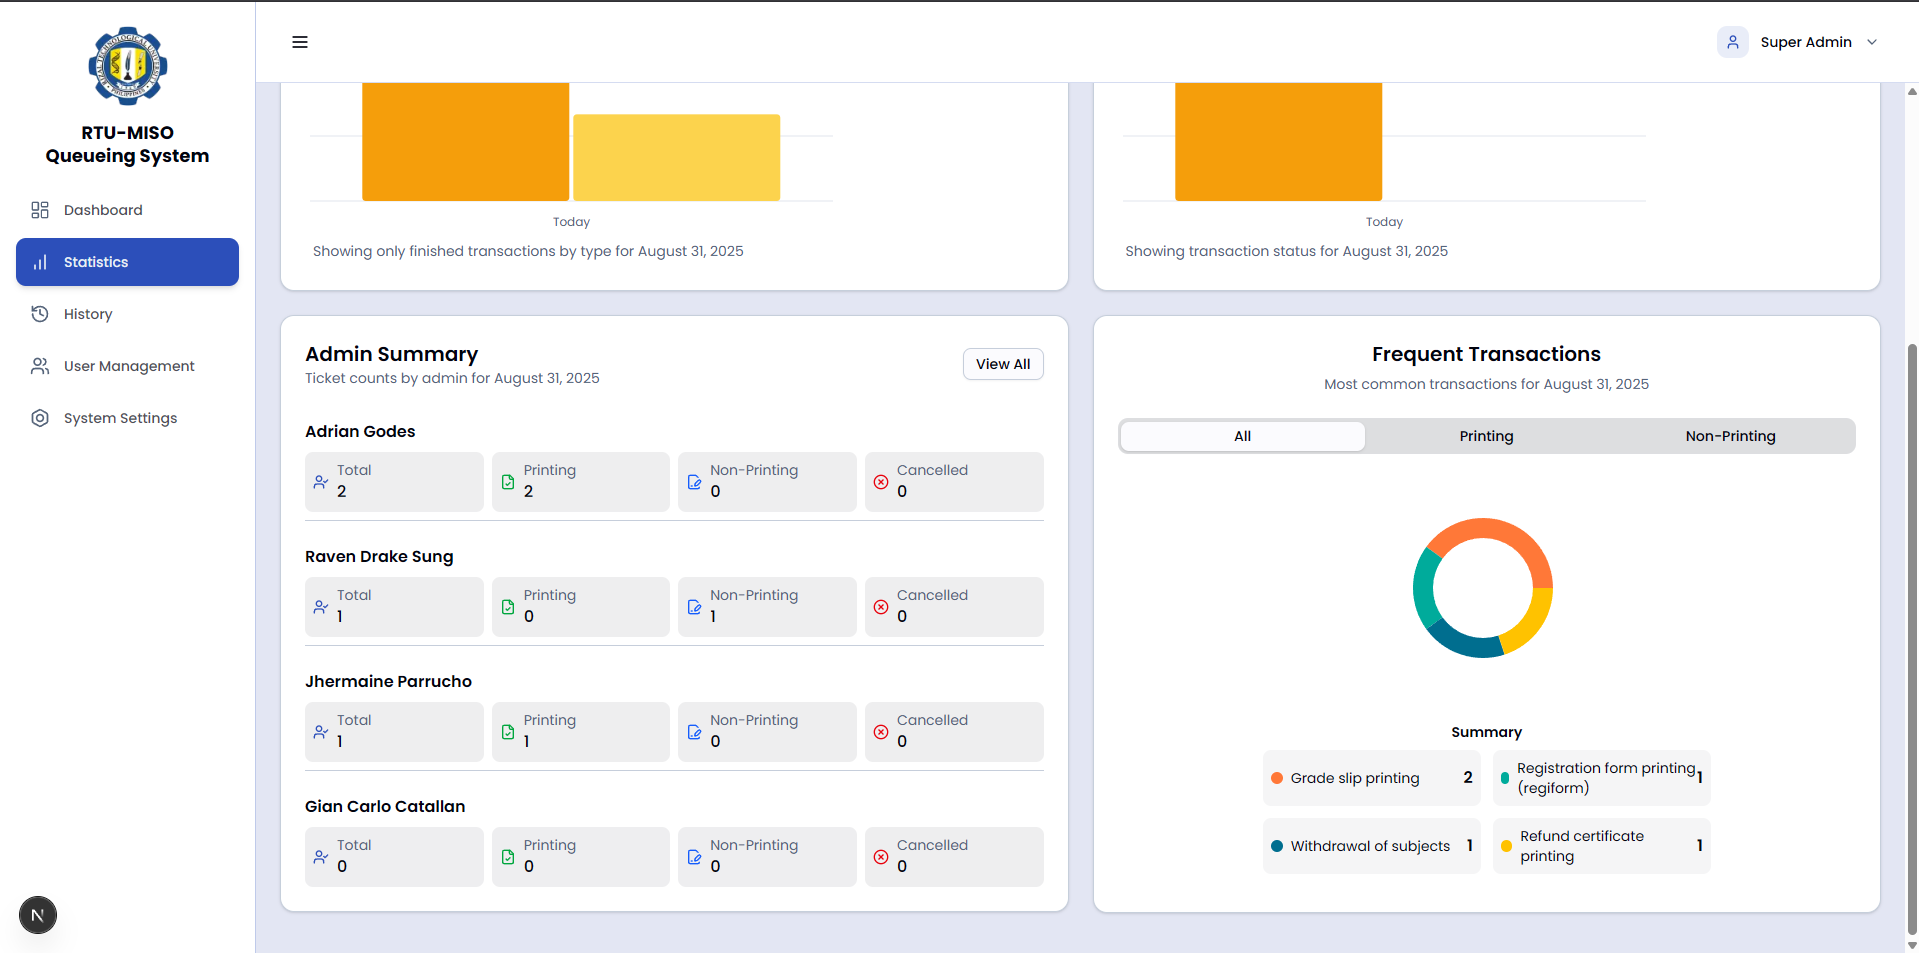 RTU-MISO
Queueing System
Dashboard
Statistics
History
User Management
System Settings
N
Super Admin
Today
Showing only finished transactions by type for August 31, 2025
Today
Showing transaction status for August 31, 2025
Admin Summary
Ticket counts by admin for August 31, 2025
View All
Adrian Godes
Total
2
Printing
2
Non-Printing
0
Cancelled
0
Raven Drake Sung
Total
1
Printing
0
Non-Printing
1
Cancelled
0
Jhermaine Parrucho
Total
1
Printing
1
Non-Printing
0
Cancelled
0
Gian Carlo Catallan
Total
0
Printing
0
Non-Printing
0
Cancelled
0
Frequent Transactions
Most common transactions for August 31, 2025
All
Printing
Non-Printing
Summary
Grade slip printing 2
Registration form printing 1
(regiform)
Withdrawal of subjects 1
Refund certificate
printing 1